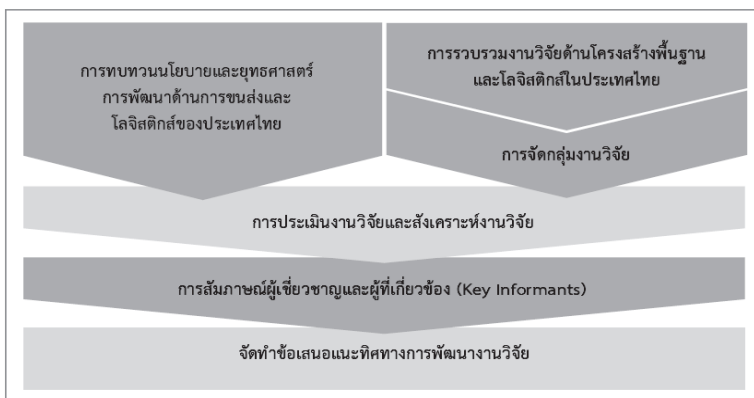 การทบทวนนโยบายและยุทธศาสตร์
การพัฒนาด้านการขนส่งและ
โลจิสติกส์ของประเทศไทย
การรวบรวมงานวิจัยด้านโครงสร้างพื้นฐาน
และโลจิสติกส์ในประเทศไทย
การจัดกลุ่มงานวิจัย
การประเมินงานวิจัยและสังเคราะห์งานวิจัย
การสัมภาษณ์ผู้เชี่ยวชาญและผู้ที่เกี่ยวข้อง (Key Informants)
จัดทำข้อเสนอแนะทิศทางการพัฒนางานวิจัย